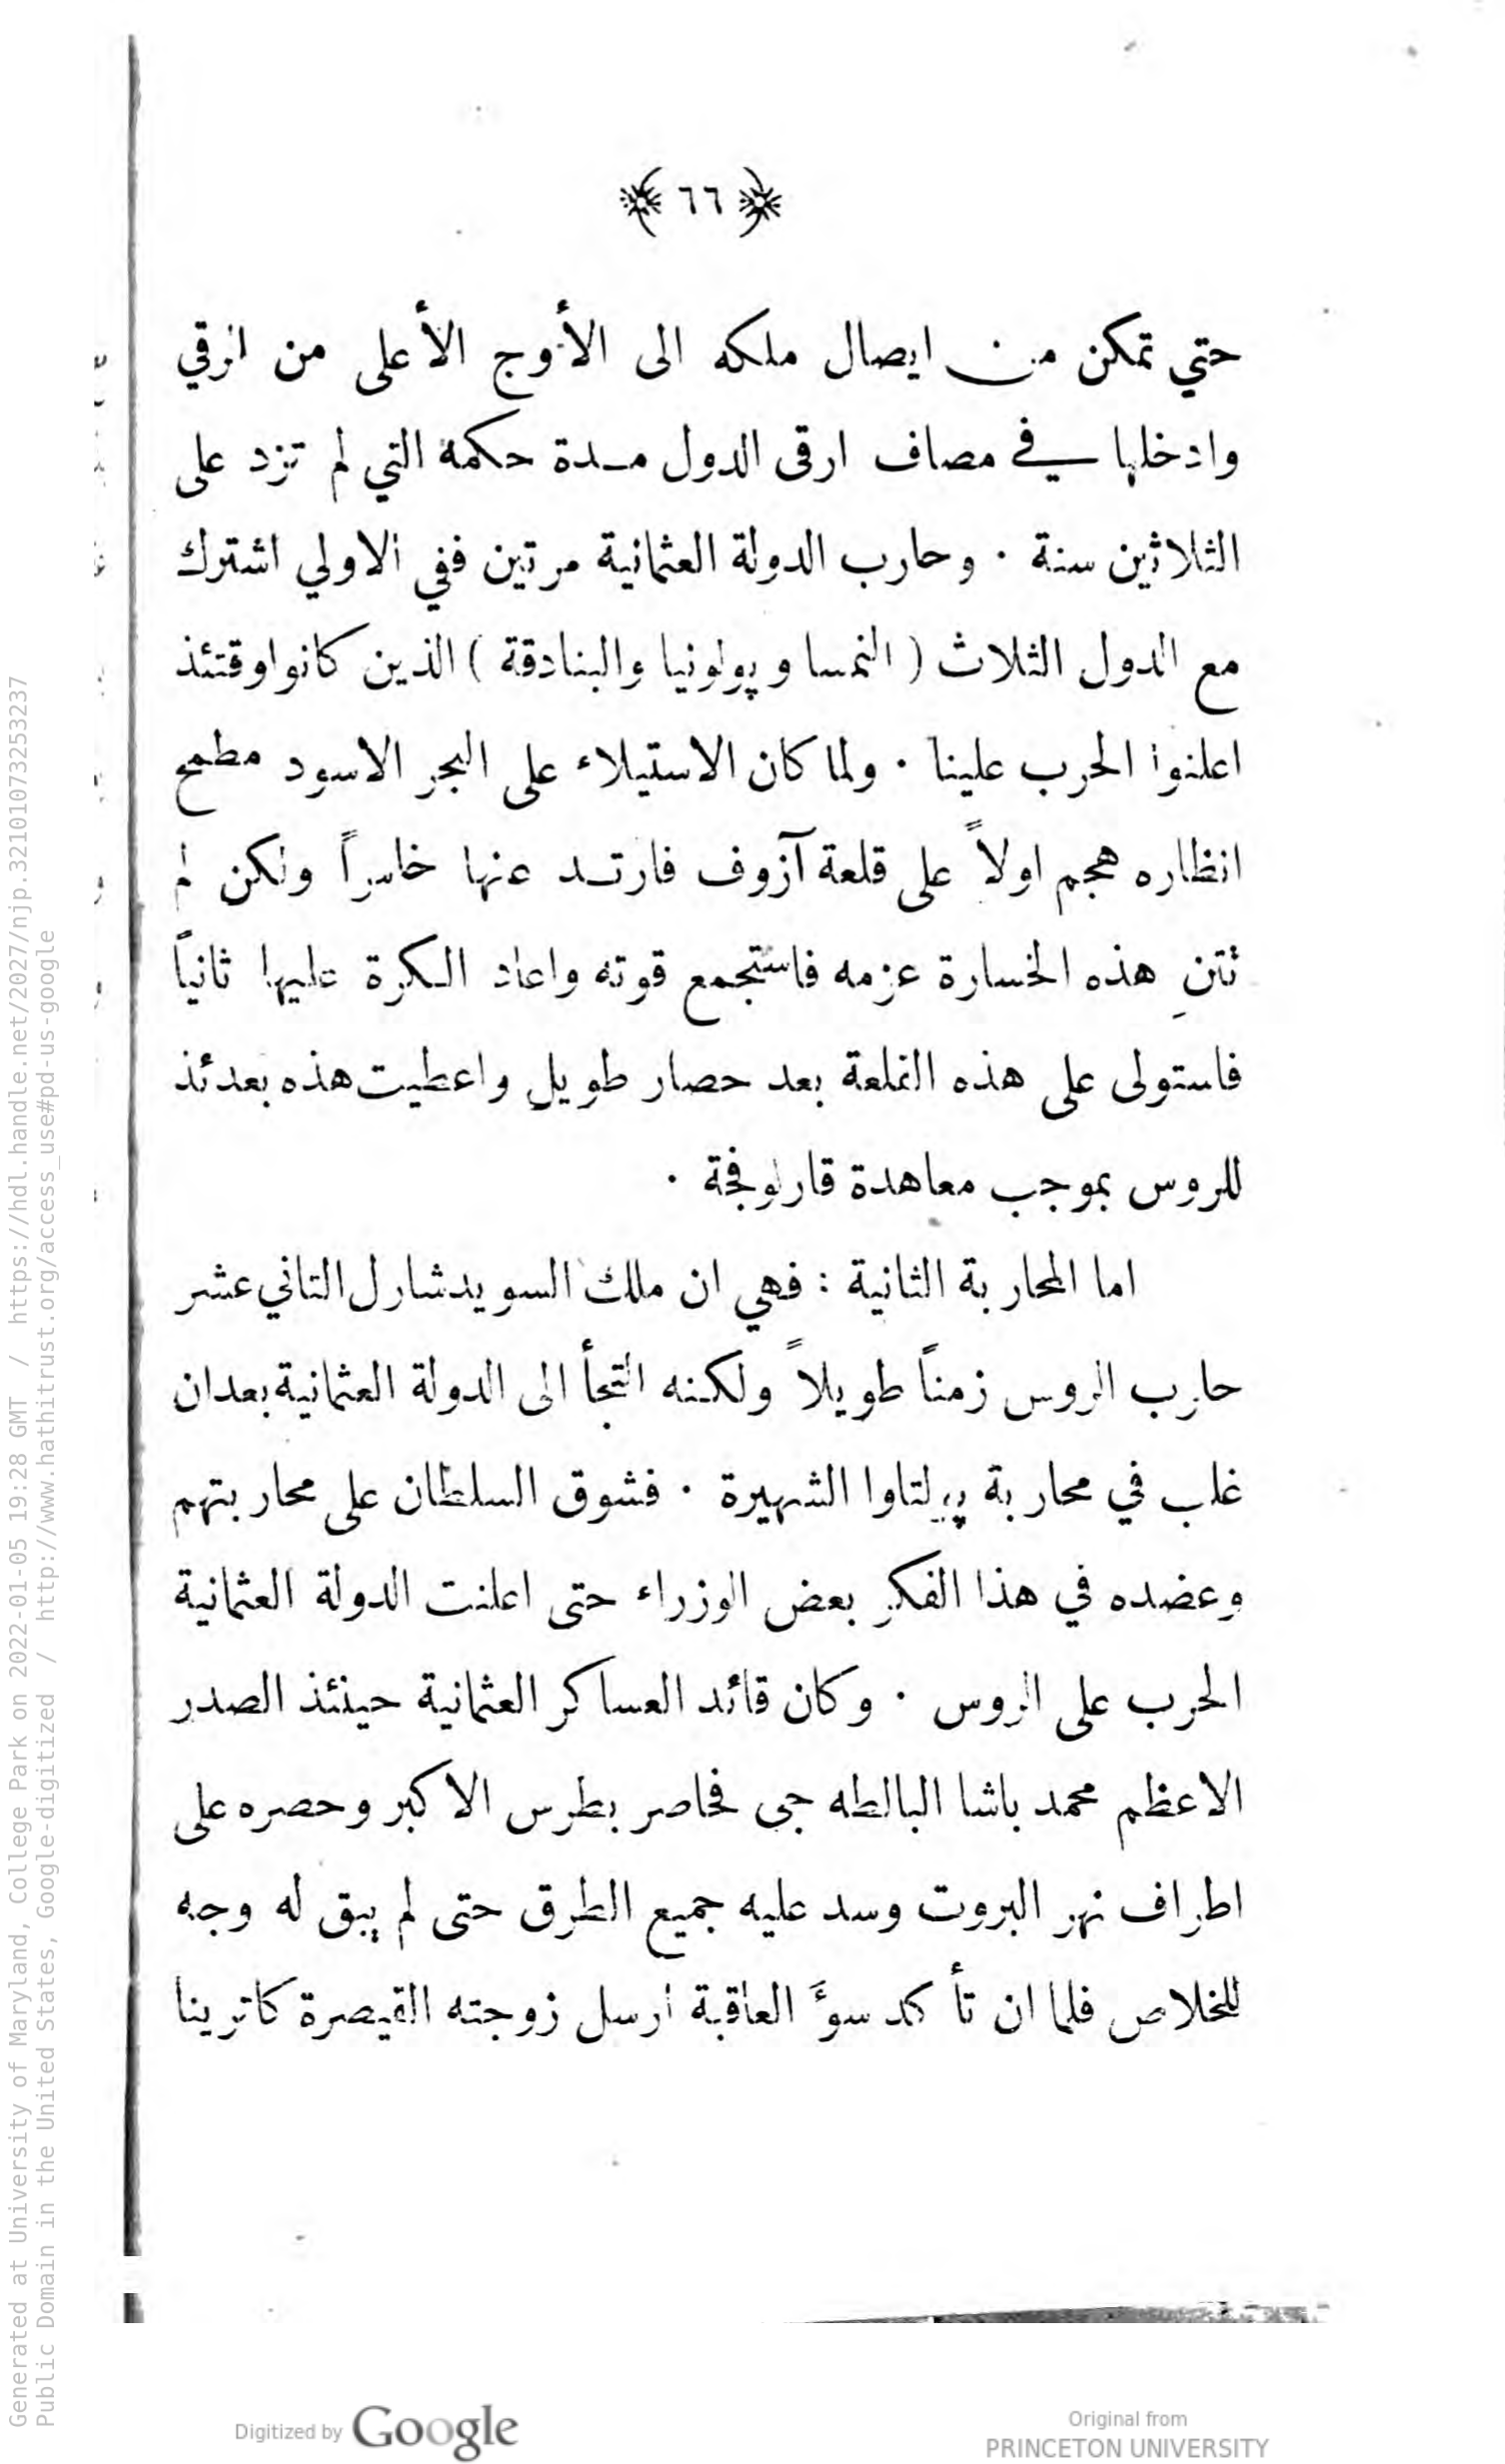 ﴿ ٦٦ ﴾
حتي تمكن من ايصال ملكه الى الأوج الأعلى من الرقي
وادخلها في مصاف ارقى الدول مدة حكمه التي لم تزد على
الثلاثين سنة ٠ وحارب الدولة العثمانية مرتين ففي الاولي اشترك
مع الدول الثلاث ( النمسا وپولونيا والبنادقة ) الذين كانوا وقتئذ
اعلنوا الحرب علينا ٠ ولما كان الاستيلاء على البحر الاسود مطمح
انظاره هجم اولاً على قلعة آزوف فارتد عنها خاسراً ولكن لم
تثنِ هذه الخسارة عزمه فاستجمع قوته واعاد الكرة عليها ثانياً
فاستولى على هذه القلعة بعد حصار طويل واعطيت هذه بعدئذ
للروس بموجب معاهدة قارلوفجة ٠
اما المحاربة الثانية : فهي ان ملك السويد شارل الثاني عشر
حارب الروس زمناً طويلاً ولكنه التجأ الى الدولة العثمانية بعد ان
غلب في محاربة پولتاوا الشهيرة ٠ فشوق السلطان على محاربتهم
وعضده في هذا الفكر بعض الوزراء حتى اعلنت الدولة العثمانية
الحرب على الروس ٠ وكان قائد العساكر العثمانية حينئذ الصدر
الاعظم محمد باشا البالطه جى فحاصر بطرس الاكبر وحصره على
اطراف نهر البروت وسد عليه جميع الطرق حتى لم يبق له وجه
للخلاص فلما ان تأكد سوءَ العاقبة ارسل زوجته القيصرة كاترينا
Generated at University of Maryland, College Park on 2022-01-05 19:28 GMT / https://hdl.handle.net/2027/njp.32101073253237
Public Domain in the United States, Google-digitized / http://www.hathitrust.org/access_use#pd-us-google
Digitized by Google
Original from
PRINCETON UNIVERSITY